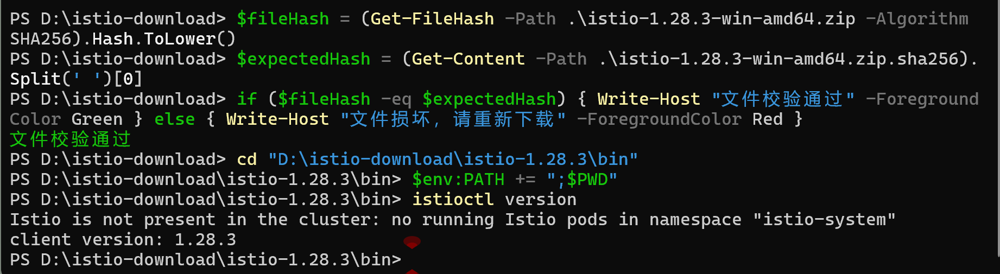 PS D:\istio-download> $fileHash = (Get-FileHash -Path .\istio-1.28.3-win-amd64.zip -Algorithm
SHA256).Hash.ToLower()
PS D:\istio-download> $expectedHash = (Get-Content -Path .\istio-1.28.3-win-amd64.zip.sha256).
Split(' ')[0]
PS D:\istio-download> if ($fileHash -eq $expectedHash) { Write-Host "文件校验通过" -Foreground
Color Green } else { Write-Host "文件损坏，请重新下载" -ForegroundColor Red }
文件校验通过
PS D:\istio-download> cd "D:\istio-download\istio-1.28.3\bin"
PS D:\istio-download\istio-1.28.3\bin> $env:PATH += ";$PWD"
PS D:\istio-download\istio-1.28.3\bin> istioctl version
Istio is not present in the cluster: no running Istio pods in namespace "istio-system"
client version: 1.28.3
PS D:\istio-download\istio-1.28.3\bin>